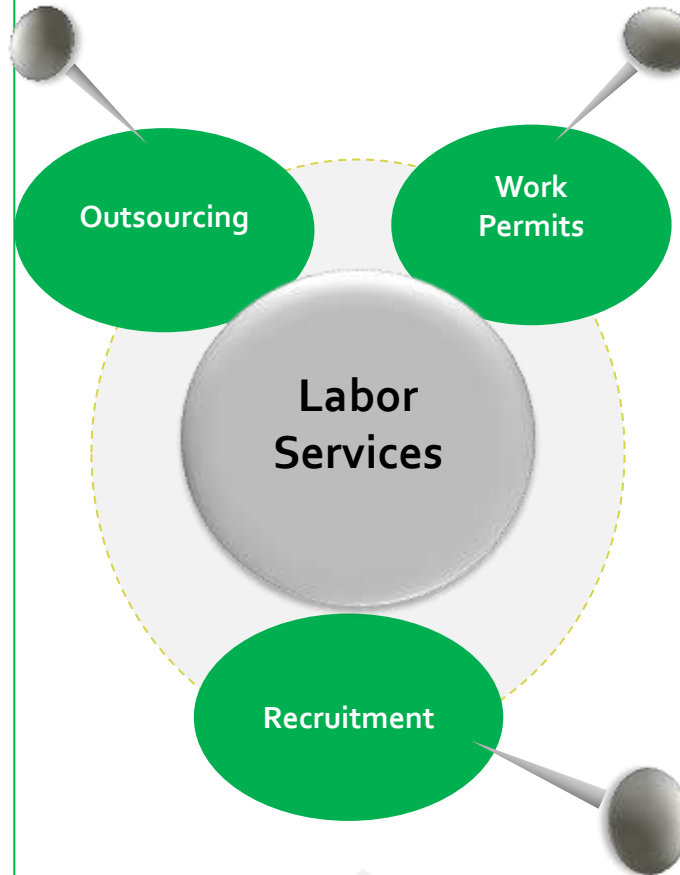 Outsourcing
Work
Permits
Labor
Services
Recruitment